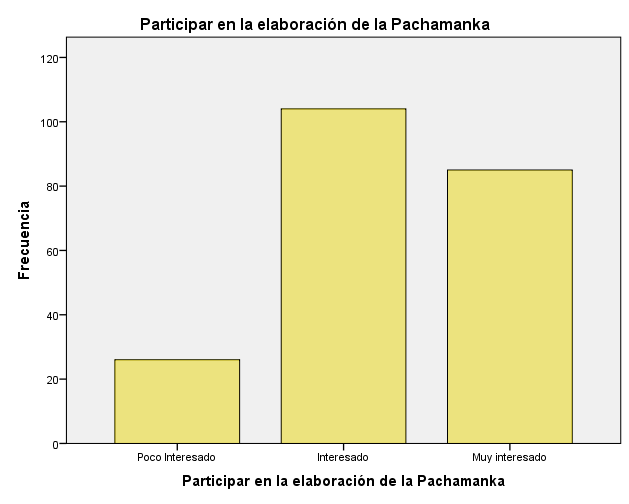 Participar en la elaboración de la Pachamanka
120
100
80
60
40
20
0
Frecuencia
Poco Interesado
Interesado
Muy interesado
Participar en la elaboración de la Pachamanka